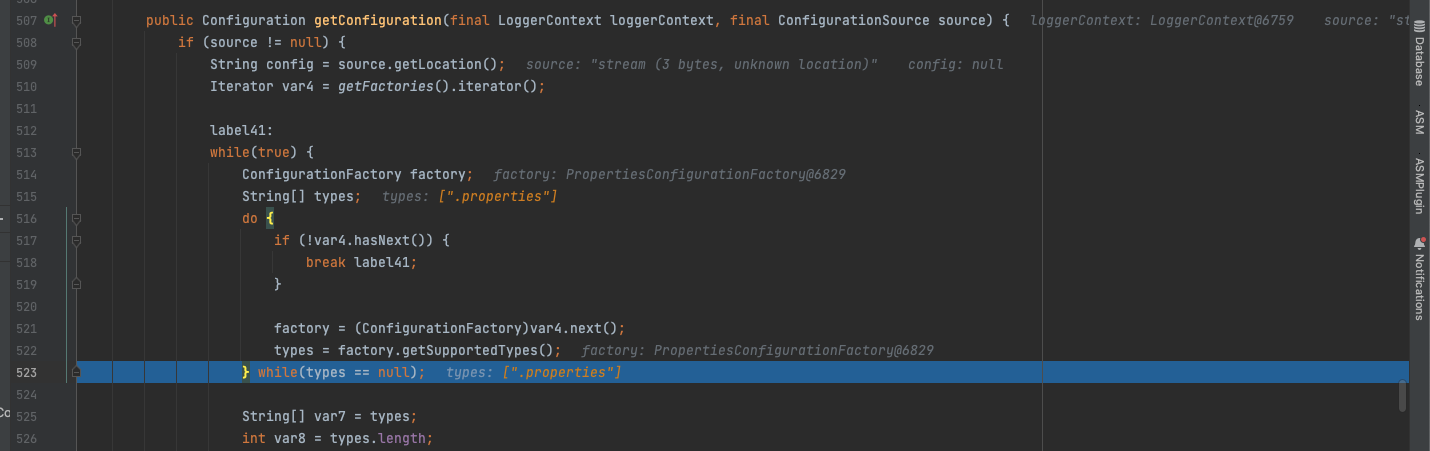 507 public Configuration getConfiguration(final LoggerContext loggerContext, final ConfigurationSource source) { loggerContext: LoggerContext@6759 source: "st
508 if (source != null) {
509 String config = source.getLocation(); source: "stream (3 bytes, unknown location)" config: null
510 Iterator var4 = getFactories().iterator();
511
512 label41:
513 while(true) {
514 ConfigurationFactory factory; factory: PropertiesConfigurationFactory@6829
515 String[] types; types: [".properties"]
516 do {
517 if (!var4.hasNext()) {
518 break label41;
519 }
520
521 factory = (ConfigurationFactory)var4.next();
522 types = factory.getSupportedTypes(); factory: PropertiesConfigurationFactory@6829
523 } while(types == null); types: [".properties"]
524
525 String[] var7 = types;
526 int var8 = types.length;
Database
ASM
ASMPlugin
Notifications
Co